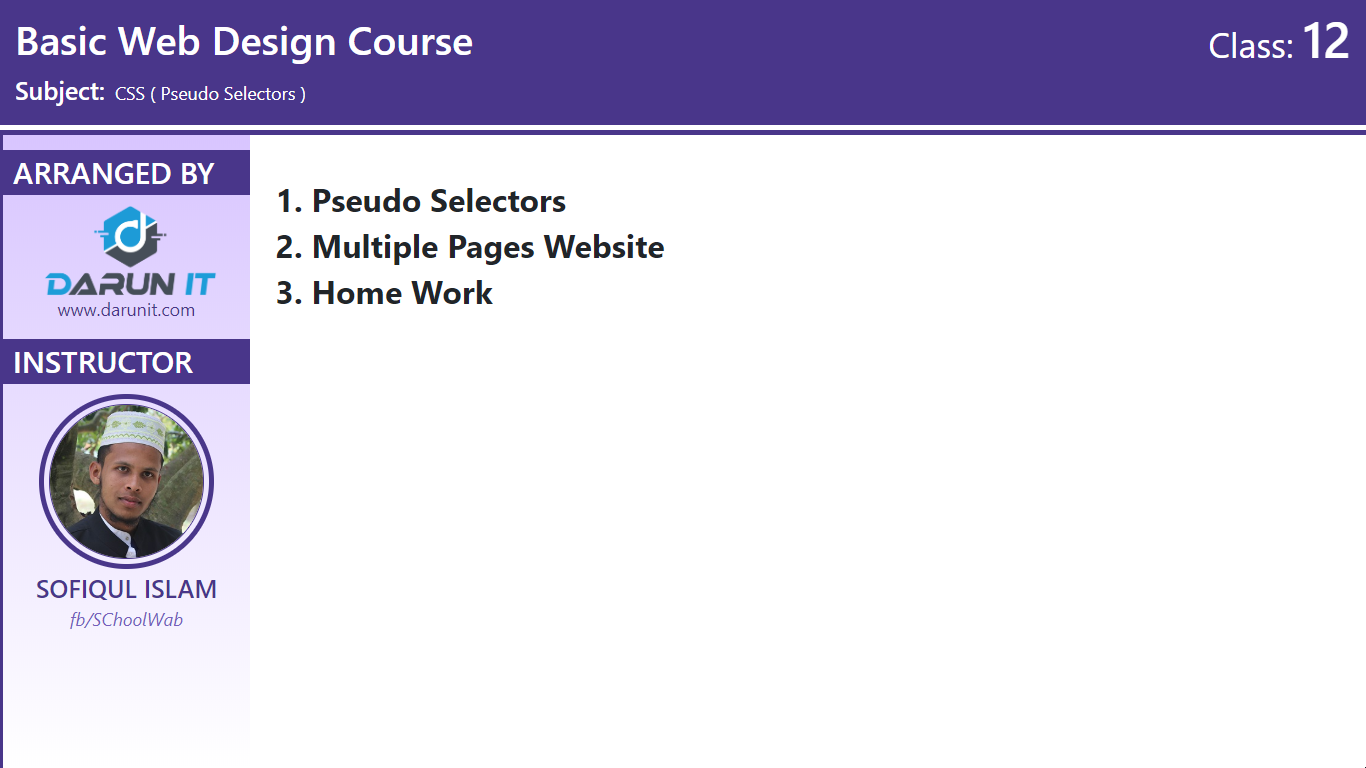 Basic Web Design Course
Class: 12
Subject: CSS ( Pseudo Selectors )
ARRANGED BY
DARUN IT
www.darunit.com
INSTRUCTOR
SOFIQUL ISLAM
fb/SChoolWab
1. Pseudo Selectors
2. Multiple Pages Website
3. Home Work